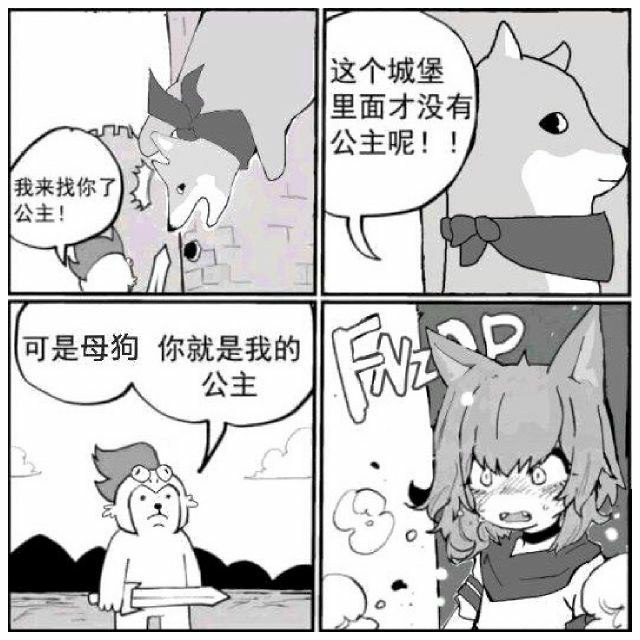 我来找你了
公主！
这个城堡
里面才没有
公主呢！！
可是母狗 你就是我的
公主